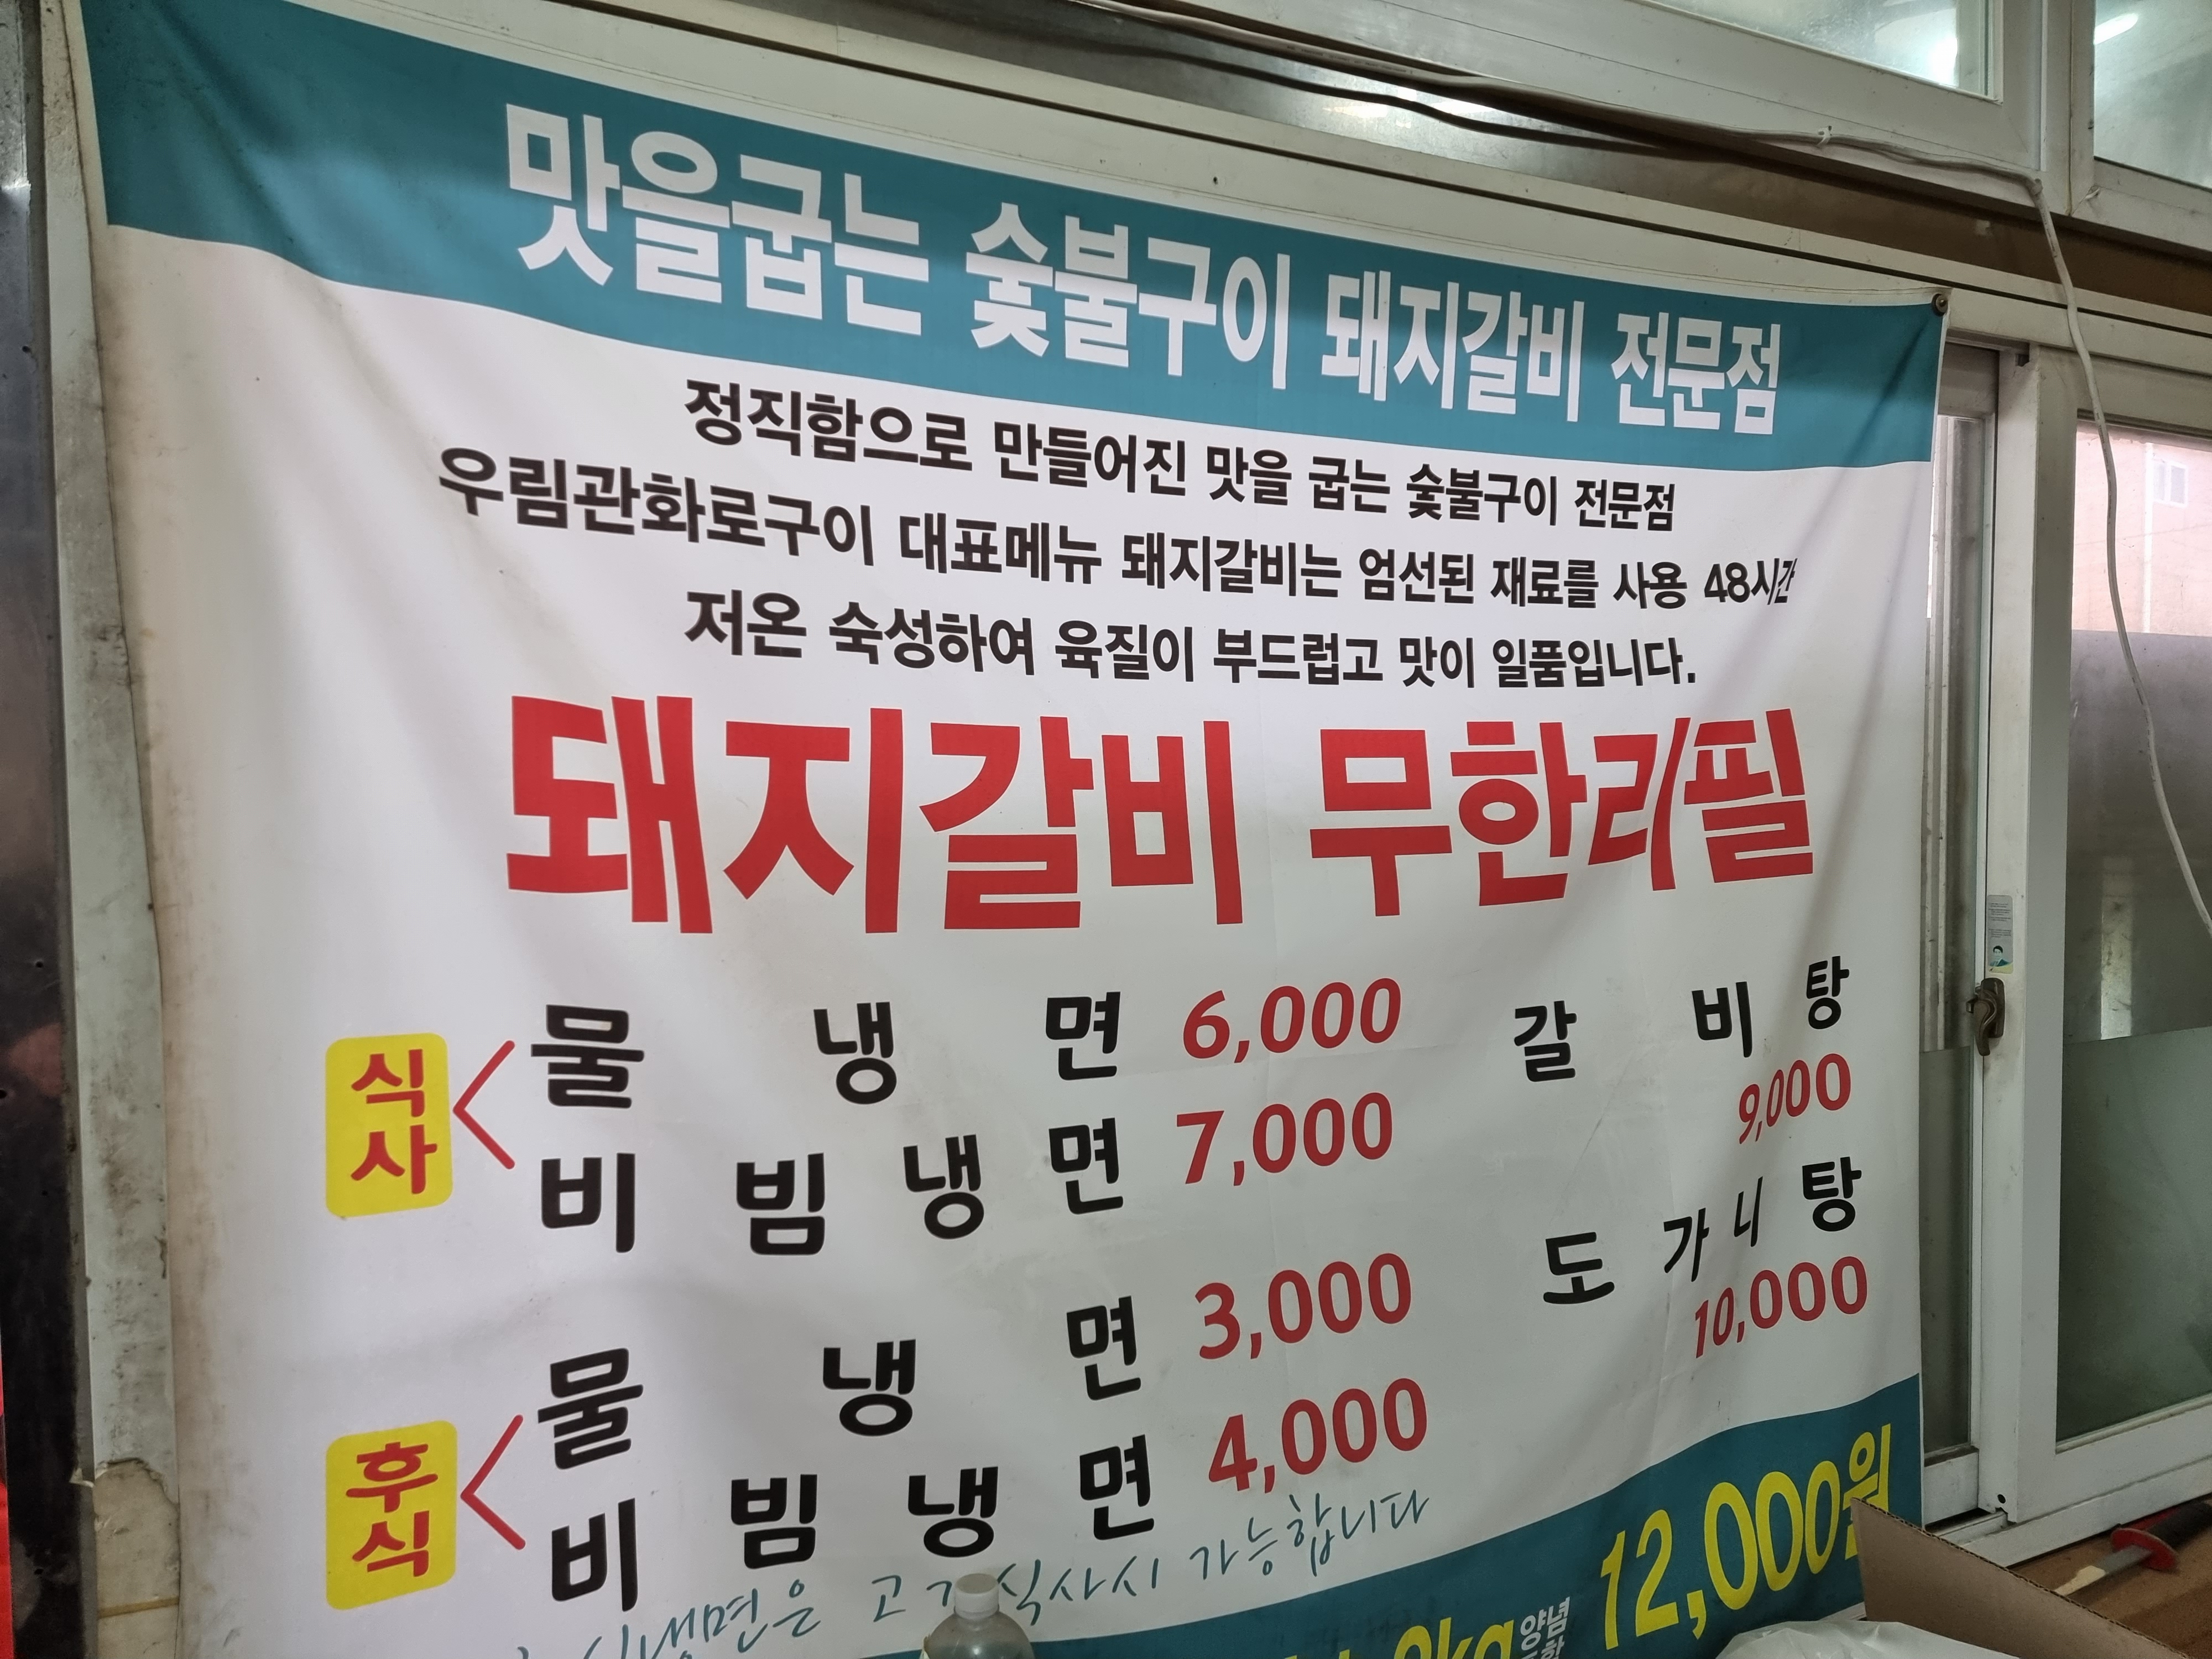 맛을굽는 숯불구이 돼지갈비 전문점
정직함으로 만들어진 맛을 굽는 숯불구이 전문점
우림관화로구이 대표메뉴 돼지갈비는 엄선된 재료를 사용 48시간
저온 숙성하여 육질이 부드럽고 맛이 일품입니다.
돼지갈비 무한리필
식사
물냉면 6,000
비빔냉면 7,000
갈비탕
9,000
도가니탕
10,000
후식
물냉면 3,000
비빔냉면 4,000
가능합니다
양념
12,000원